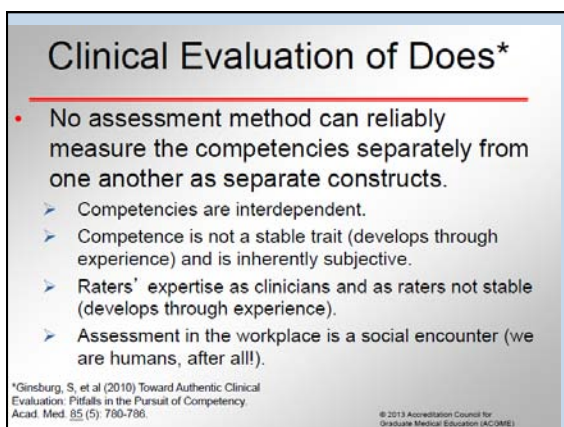 Clinical Evaluation of Does*
• No assessment method can reliably
measure the competencies separately from
one another as separate constructs.
➢ Competencies are interdependent.
➢ Competence is not a stable trait (develops through
experience) and is inherently subjective.
➢ Raters' expertise as clinicians and as raters not stable
(develops through experience).
➢ Assessment in the workplace is a social encounter (we
are humans, after all!).
*Ginsburg, S, et al (2010) Toward Authentic Clinical
Evaluation: Pitfalls in the Pursuit of Competency.
Acad. Med. 85 (5): 780-786.
© 2013 Accreditation Council for
Graduate Medical Education (ACGME)